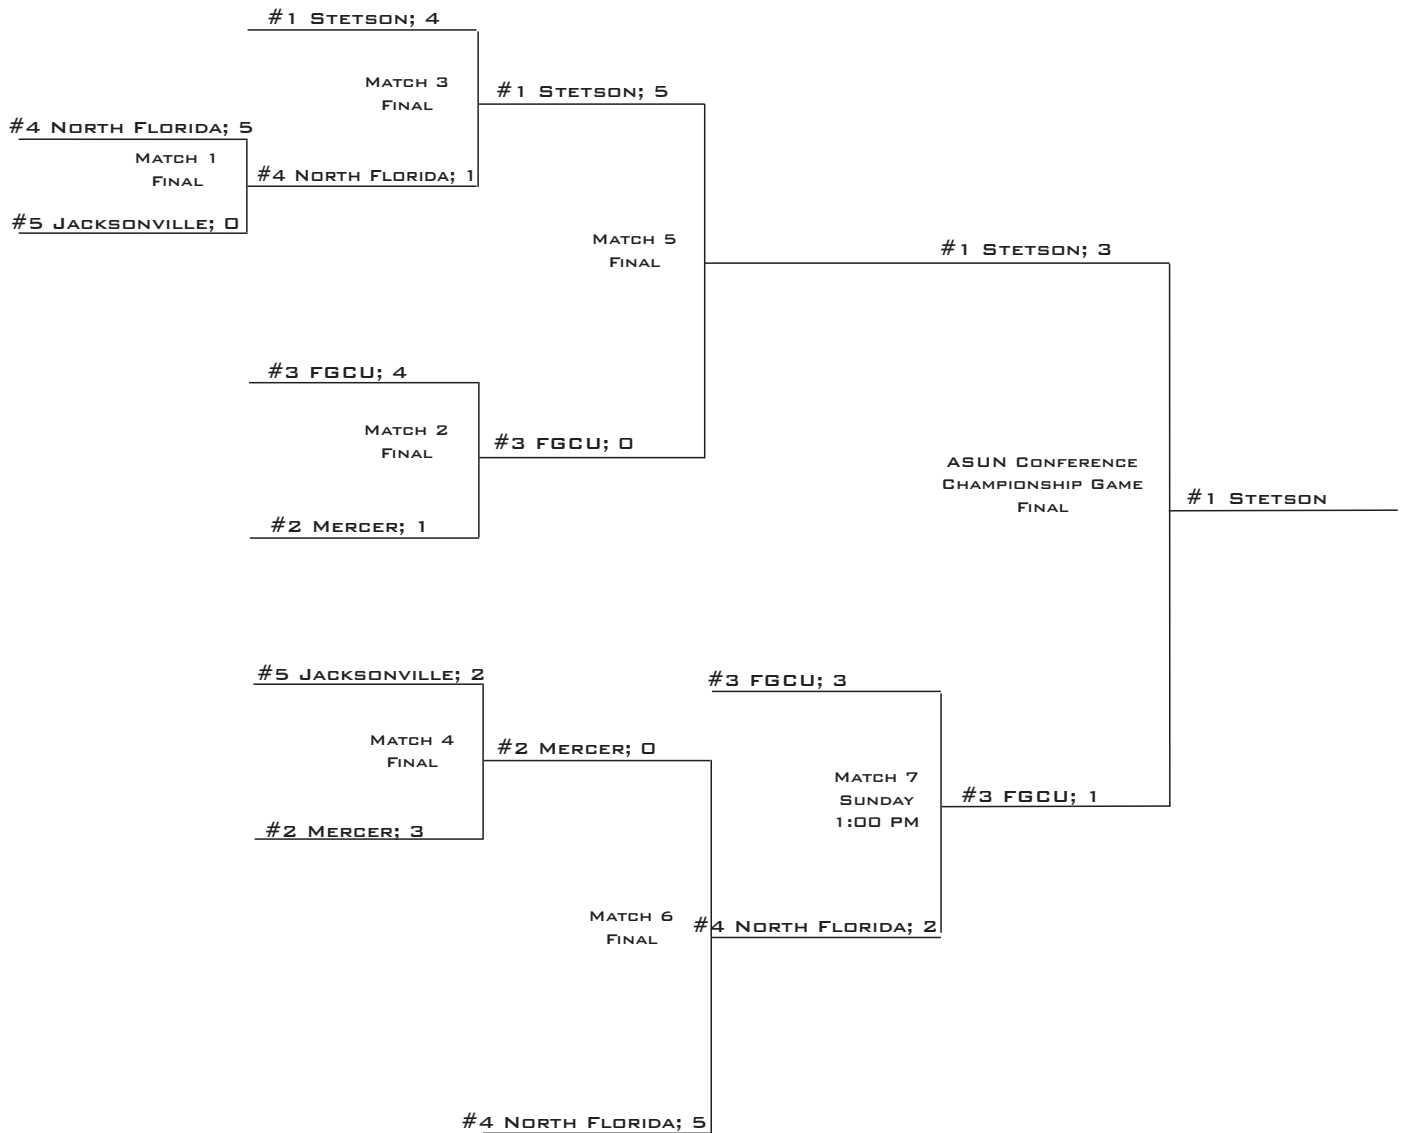 #1 Stetson; 4
Match 3
Final
#1 Stetson; 5
#4 North Florida; 5
Match 1
Final
#4 North Florida; 1
#5 Jacksonville; 0
Match 5
Final
#1 Stetson; 3
#3 FGCU; 4
Match 2
Final
#3 FGCU; 0
#2 Mercer; 1
ASUN Conference
Championship Game
Final
#1 Stetson
#5 Jacksonville; 2
Match 4
Final
#2 Mercer; 0
#2 Mercer; 3
#3 FGCU; 3
Match 7
Sunday
1:00 PM
#3 FGCU; 1
Match 6
Final
#4 North Florida; 2
#4 North Florida; 5